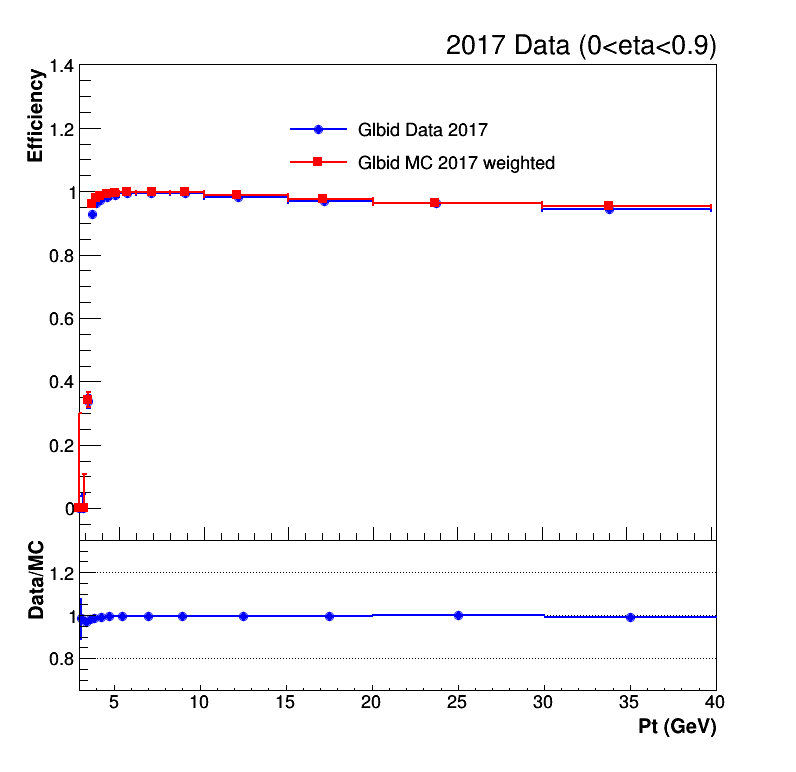 2017 Data (0<eta<0.9)
Efficiency
1.4
1.2
1
0.8
0.6
0.4
0.2
0
Glbid Data 2017
Glbid MC 2017 weighted
Data/MC
1.2
1
0.8
5 10 15 20 25 30 35 40
Pt (GeV)